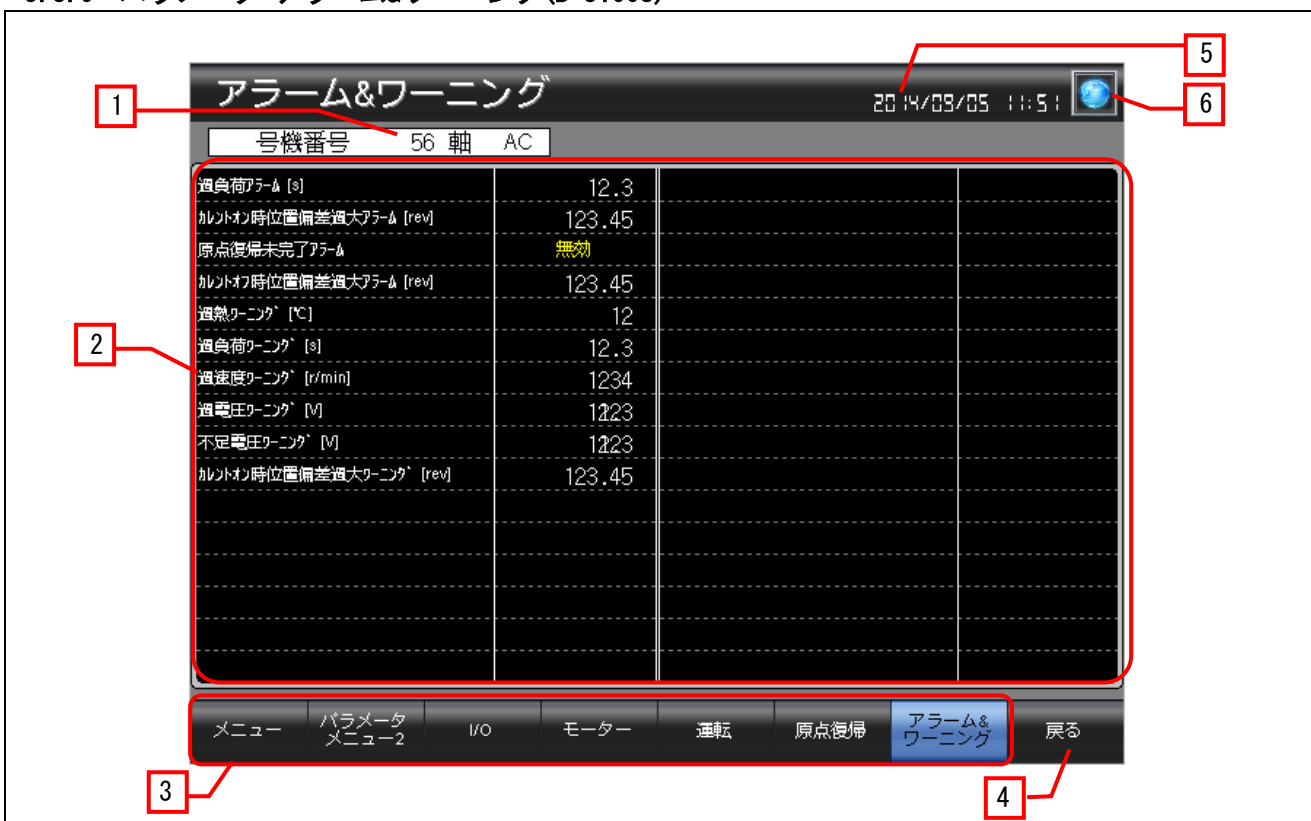 アラーム&ワーニング
2014/09/05 11:51
号機番号 56 軸 AC
過負荷ｱﾗｰﾑ [s] 12.3
ｶﾚﾝﾄｵﾝ時位置偏差過大ｱﾗｰﾑ [rev] 123.45
原点復帰未完了ｱﾗｰﾑ 無効
ｶﾚﾝﾄｵﾌ時位置偏差過大ｱﾗｰﾑ [rev] 123.45
過熱ﾜｰﾆﾝｸﾞ [℃] 12
過負荷ﾜｰﾆﾝｸﾞ [s] 12.3
過速度ﾜｰﾆﾝｸﾞ [r/min] 1234
過電圧ﾜｰﾆﾝｸﾞ [V]
不足電圧ﾜｰﾆﾝｸﾞ [V]
ｶﾚﾝﾄｵﾝ時位置偏差過大ﾜｰﾆﾝｸﾞ [rev] 123.45
メニュー
パラメータ
メニュー2
I/O
モーター
運転
原点復帰
アラーム&
ワーニング
戻る
1
2
3
4
5
6